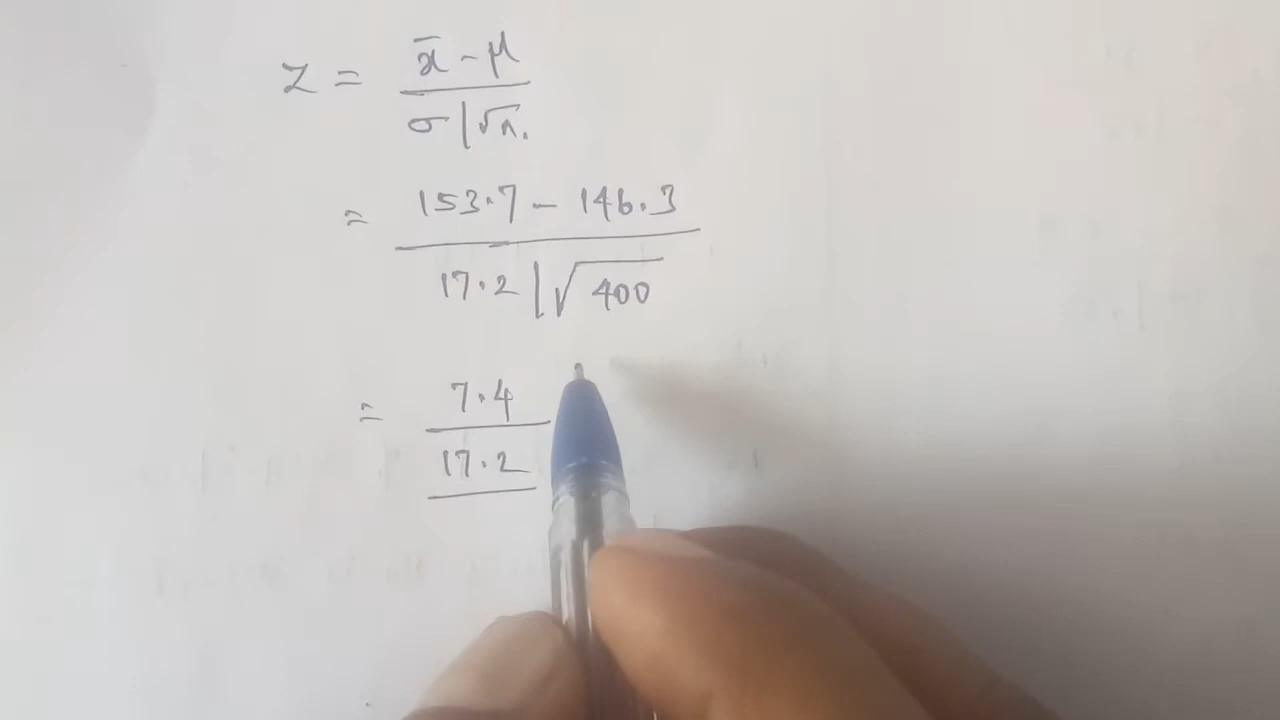 z = x̄ - μ
σ/√n.
= 153.7 - 146.3
17.2/√400
= 7.4
17.2